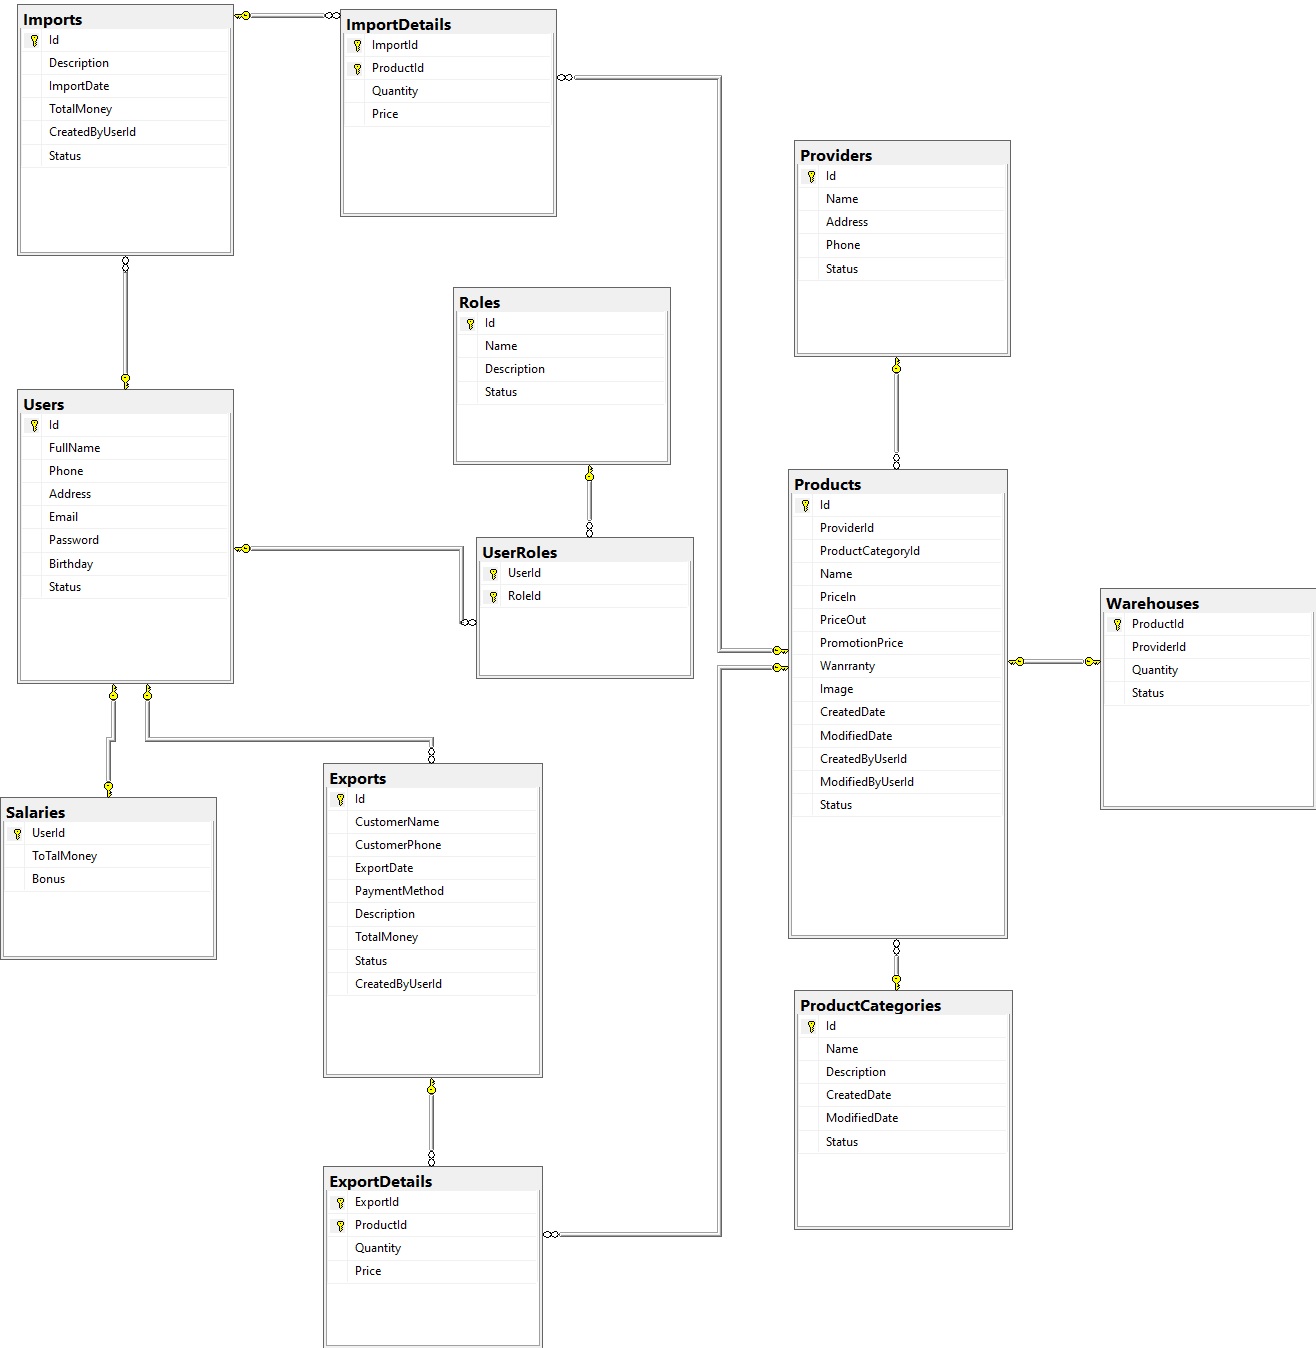 Imports
Id
Description
ImportDate
TotalMoney
CreatedByUserId
Status
ImportDetails
ImportId
ProductId
Quantity
Price
Providers
Id
Name
Address
Phone
Status
Roles
Id
Name
Description
Status
Users
Id
FullName
Phone
Address
Email
Password
Birthday
Status
UserRoles
UserId
RoleId
Products
Id
ProviderId
ProductCategoryId
Name
PriceIn
PriceOut
PromotionPrice
Wanrranty
Image
CreatedDate
ModifiedDate
CreatedByUserId
ModifiedByUserId
Status
Warehouses
ProductId
ProviderId
Quantity
Status
Salaries
UserId
ToTalMoney
Bonus
Exports
Id
CustomerName
CustomerPhone
ExportDate
PaymentMethod
Description
TotalMoney
Status
CreatedByUserId
ProductCategories
Id
Name
Description
CreatedDate
ModifiedDate
Status
ExportDetails
ExportId
ProductId
Quantity
Price